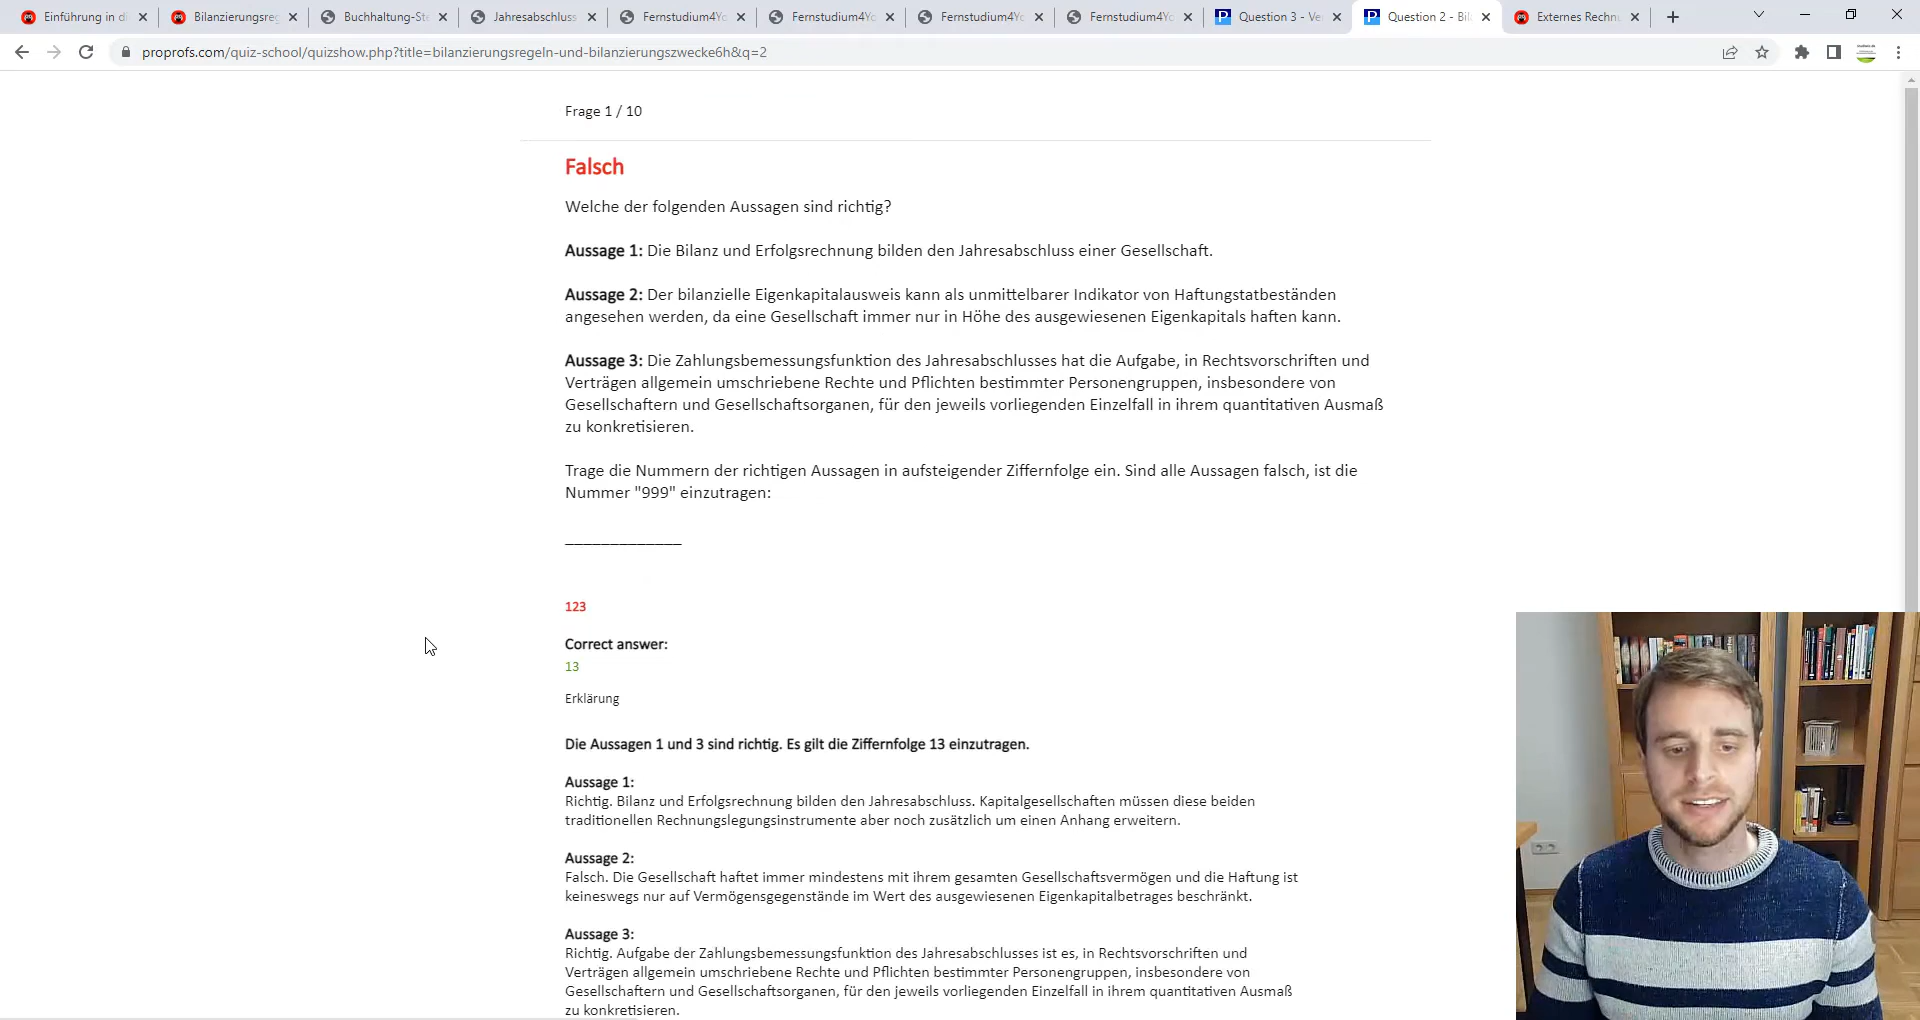 Einführung in di
Bilanzierungsreg
Buchhaltung-Ste
Jahresabschluss
Fernstudium4Yo
Fernstudium4Yo
Fernstudium4Yo
Fernstudium4Yo
Question 3 - Ve
Question 2 - Bil
Externes Rechnu
proprofs.com/quiz-school/quizshow.php?title=bilanzierungsregeln-und-bilanzierungszwecke6h&q=2
Frage 1 / 10
Falsch
Welche der folgenden Aussagen sind richtig?
Aussage 1: Die Bilanz und Erfolgsrechnung bilden den Jahresabschluss einer Gesellschaft.
Aussage 2: Der bilanzielle Eigenkapitalausweis kann als unmittelbarer Indikator von Haftungstatbeständen
angesehen werden, da eine Gesellschaft immer nur in Höhe des ausgewiesenen Eigenkapitals haften kann.
Aussage 3: Die Zahlungsbemessungsfunktion des Jahresabschlusses hat die Aufgabe, in Rechtsvorschriften und
Verträgen allgemein umschriebene Rechte und Pflichten bestimmter Personengruppen, insbesondere von
Gesellschaftern und Gesellschaftsorganen, für den jeweils vorliegenden Einzelfall in ihrem quantitativen Ausmaß
zu konkretisieren.
Trage die Nummern der richtigen Aussagen in aufsteigender Ziffernfolge ein. Sind alle Aussagen falsch, ist die
Nummer "999" einzutragen:
_____________
123
Correct answer:
13
Erklärung
Die Aussagen 1 und 3 sind richtig. Es gilt die Ziffernfolge 13 einzutragen.
Aussage 1:
Richtig. Bilanz und Erfolgsrechnung bilden den Jahresabschluss. Kapitalgesellschaften müssen diese beiden
traditionellen Rechnungslegungsinstrumente aber noch zusätzlich um einen Anhang erweitern.
Aussage 2:
Falsch. Die Gesellschaft haftet immer mindestens mit ihrem gesamten Gesellschaftsvermögen und die Haftung ist
keineswegs nur auf Vermögensgegenstände im Wert des ausgewiesenen Eigenkapitalbetrages beschränkt.
Aussage 3:
Richtig. Aufgabe der Zahlungsbemessungsfunktion des Jahresabschlusses ist es, in Rechtsvorschriften und
Verträgen allgemein umschriebene Rechte und Pflichten bestimmter Personengruppen, insbesondere von
Gesellschaftern und Gesellschaftsorganen, für den jeweils vorliegenden Einzelfall in ihrem quantitativen Ausmaß
zu konkretisieren.